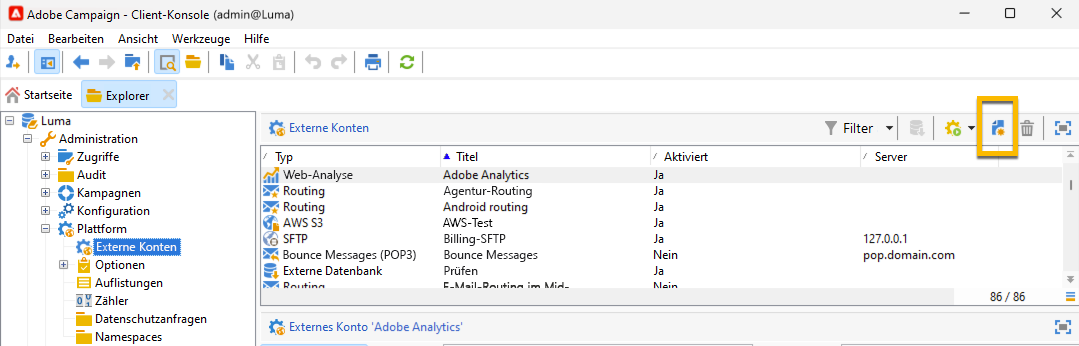 Adobe Campaign - Client-Konsole (admin@Luma)
Datei Bearbeiten Ansicht Werkzeuge Hilfe
Startseite Explorer
Luma
Administration
Zugriffe
Audit
Kampagnen
Konfiguration
Plattform
Externe Konten
Optionen
Auflistungen
Zähler
Datenschutzanfragen
Namespaces
Externe Konten Filter
Typ Titel Aktiviert Server
Web-Analyse Adobe Analytics Ja
Routing Agentur-Routing Ja
Routing Android routing Ja
AWS S3 AWS-Test Ja
SFTP Billing-SFTP Ja 127.0.0.1
Bounce Messages (POP3) Bounce Messages Nein pop.domain.com
Externe Datenbank Prüfen Ja
Routing E-Mail-Routing im Mid- Nein
86 / 86
Externes Konto 'Adobe Analytics'